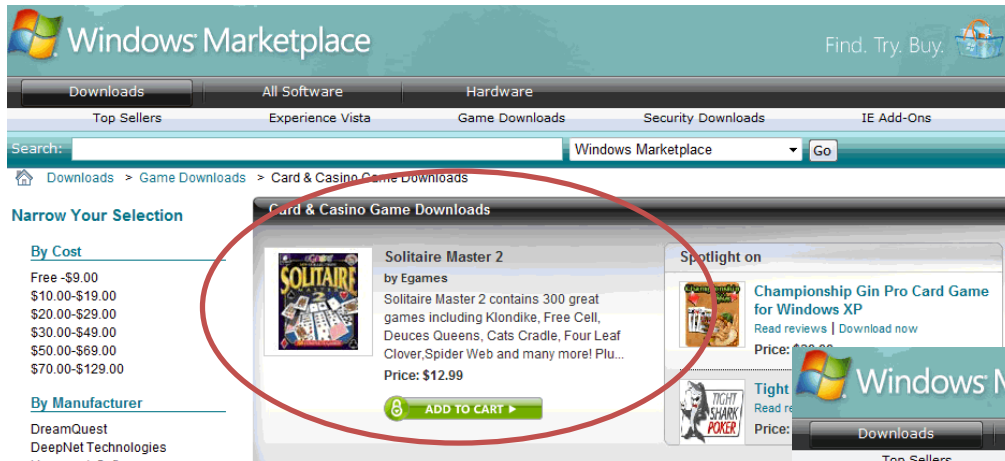 Windows Marketplace
Find. Try. Buy.
Downloads All Software Hardware
Top Sellers Experience Vista Game Downloads Security Downloads IE Add-Ons
Search: Windows Marketplace Go
Downloads > Game Downloads > Card & Casino Game Downloads
Narrow Your Selection
By Cost
Free -$9.00
$10.00-$19.00
$20.00-$29.00
$30.00-$49.00
$50.00-$69.00
$70.00-$129.00
By Manufacturer
DreamQuest
DeepNet Technologies
Card & Casino Game Downloads
SOLITAIRE
2
Solitaire Master 2
by Egames
Solitaire Master 2 contains 300 great
games including Klondike, Free Cell,
Deuces Queens, Cats Cradle, Four Leaf
Clover,Spider Web and many more! Plu...
Price: $12.99
ADD TO CART
Spotlight on
Championship Gin Pro Card Game
for Windows XP
Read reviews | Download now
Price:
TIGHT
SHARK
POKER
Tight
Read re
Price:
Windows M
Downloads
Top Sellers